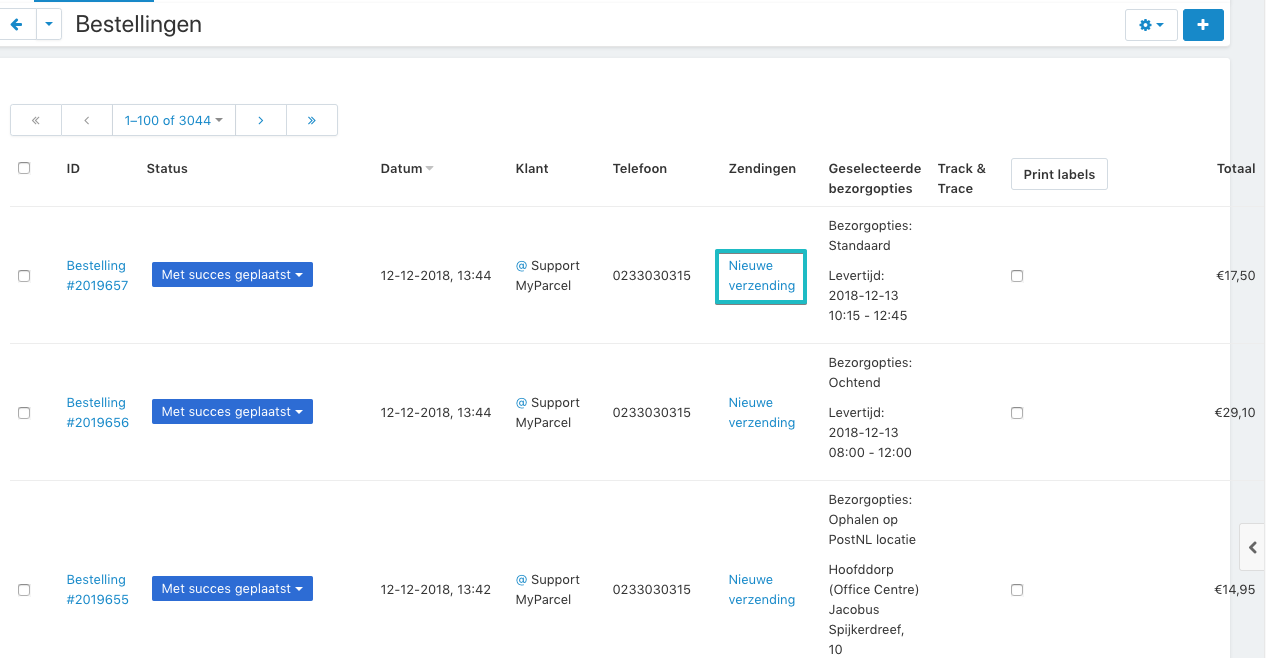 Bestellingen
1–100 of 3044
ID Status Datum Klant Telefoon Zendingen Geselecteerde bezorgopties Track & Trace Print labels Totaal
Bestelling
#2019657
Met succes geplaatst
12-12-2018, 13:44
@ Support
MyParcel
0233030315
Nieuwe
verzending
Bezorgopties:
Standaard
Levertijd:
2018-12-13
10:15 - 12:45
€17,50
Bestelling
#2019656
Met succes geplaatst
12-12-2018, 13:44
@ Support
MyParcel
0233030315
Nieuwe
verzending
Bezorgopties:
Ochtend
Levertijd:
2018-12-13
08:00 - 12:00
€29,10
Bestelling
#2019655
Met succes geplaatst
12-12-2018, 13:42
@ Support
MyParcel
0233030315
Nieuwe
verzending
Bezorgopties:
Ophalen op
PostNL locatie
Hoofddorp
(Office Centre)
Jacobus
Spijkerdreef,
10
€14,95